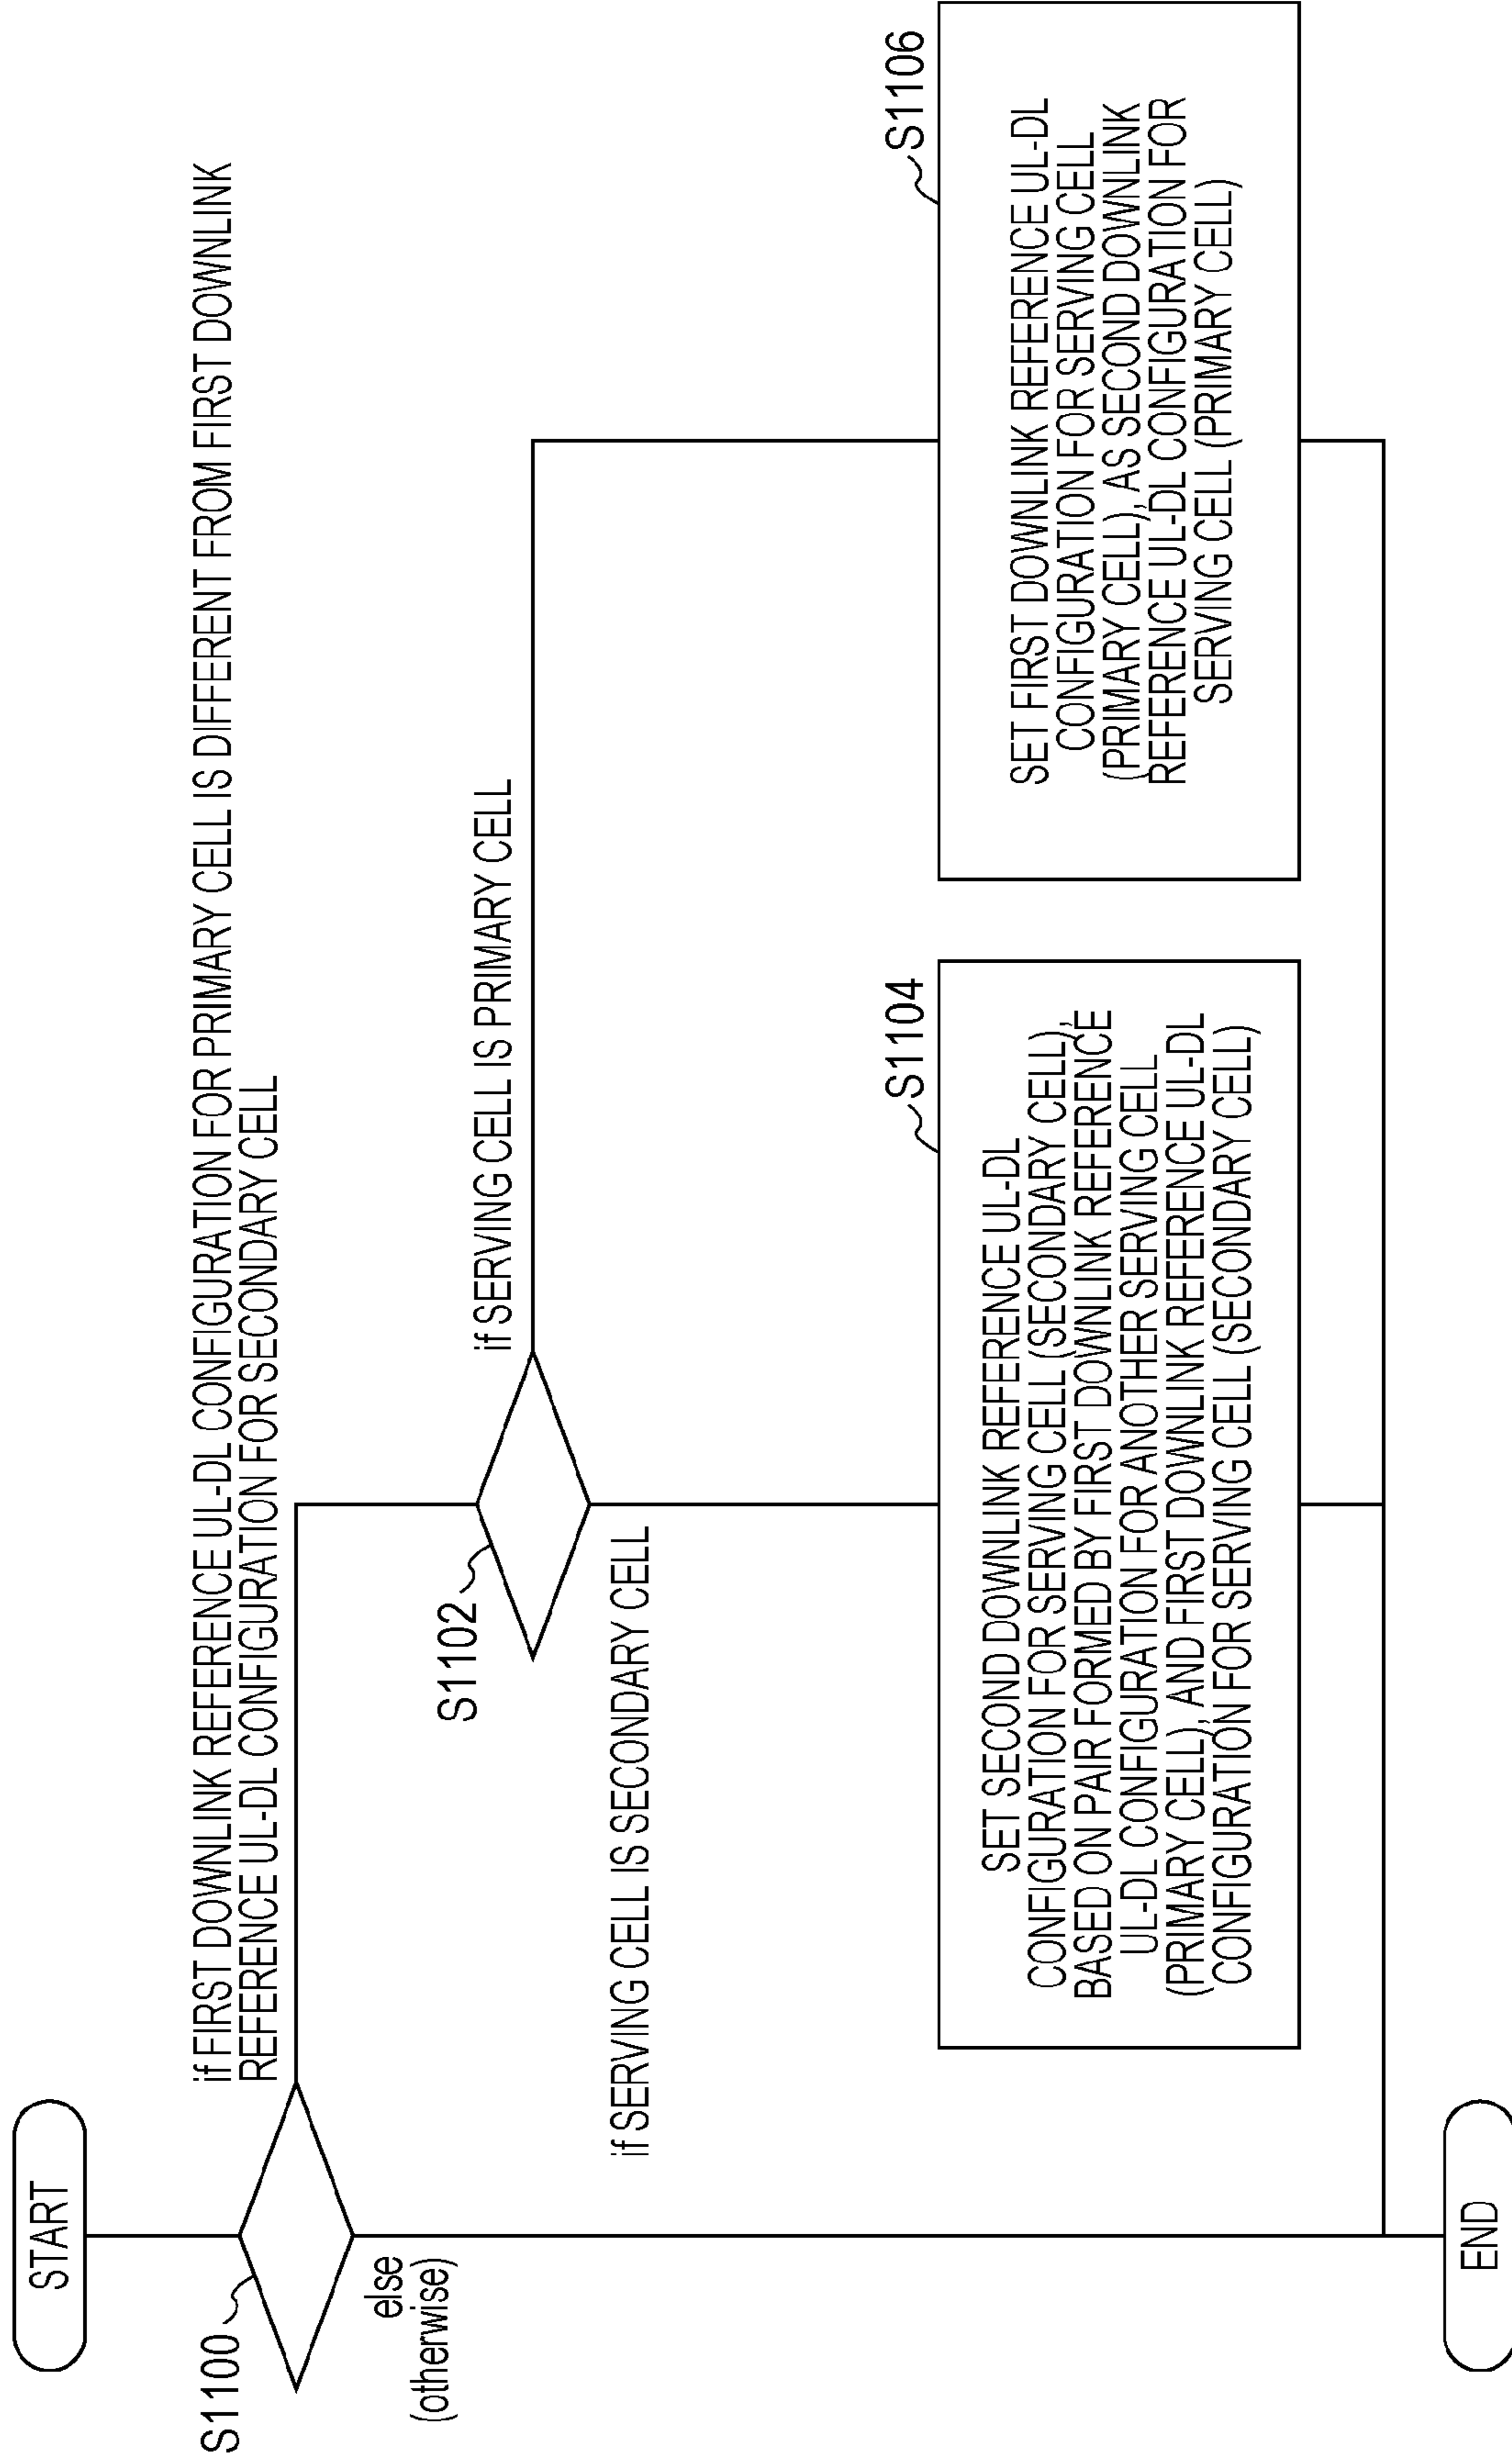 START
S1100
if FIRST DOWNLINK REFERENCE UL-DL CONFIGURATION FOR PRIMARY CELL IS DIFFERENT FROM FIRST DOWNLINK
REFERENCE UL-DL CONFIGURATION FOR SECONDARY CELL
else
(otherwise)
S1102
if SERVING CELL IS PRIMARY CELL
if SERVING CELL IS SECONDARY CELL
S1104
SET SECOND DOWNLINK REFERENCE UL-DL
CONFIGURATION FOR SERVING CELL (SECONDARY CELL),
BASED ON PAIR FORMED BY FIRST DOWNLINK REFERENCE
UL-DL CONFIGURATION FOR ANOTHER SERVING CELL
(PRIMARY CELL), AND FIRST DOWNLINK REFERENCE UL-DL
CONFIGURATION FOR SERVING CELL (SECONDARY CELL)
S1106
SET FIRST DOWNLINK REFERENCE UL-DL
CONFIGURATION FOR SERVING CELL
(PRIMARY CELL), AS SECOND DOWNLINK
REFERENCE UL-DL CONFIGURATION FOR
SERVING CELL (PRIMARY CELL)
END